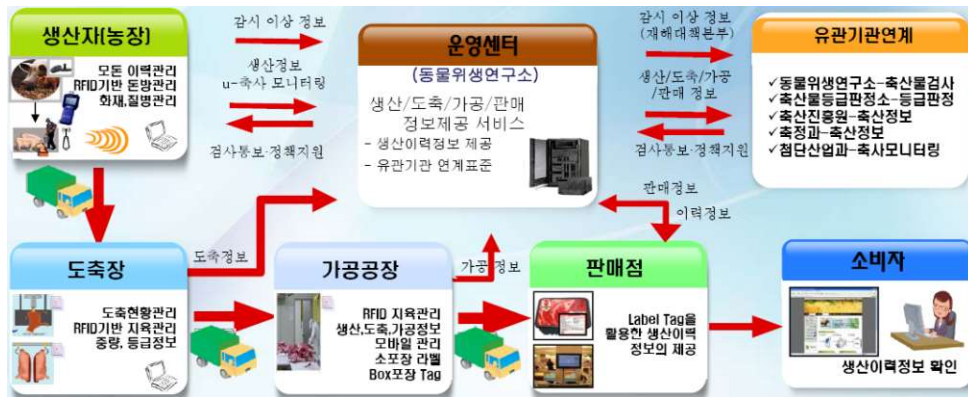 생산자(농장)
모돈 이력관리
RFID기반 돈방관리
화재,질병관리
감시 이상 정보
생산정보
u-축사 모니터링
검사통보·정책지원
운영센터
(동물위생연구소)
생산/도축/가공/판매
정보제공 서비스
- 생산이력정보 제공
- 유관기관 연계표준
감시 이상 정보
(재해대책본부)
생산/도축/가공
/판매 정보
검사통보·정책지원
유관기관연계
✓동물위생연구소-축산물검사
✓축산물등급판정소-등급판정
✓축산진흥원-축산정보
✓축정과-축산정보
✓첨단산업과-축사모니터링
판매정보
이력정보
도축정보
가공 정보
도축장
도축현황관리
RFID기반 지육관리
중량, 등급정보
가공공장
RFID 지육관리
생산,도축,가공정보
모바일 관리
소포장 라벨
Box포장 Tag
판매점
Label Tag을
활용한 생산이력
정보의 제공
소비자
생산이력정보 확인